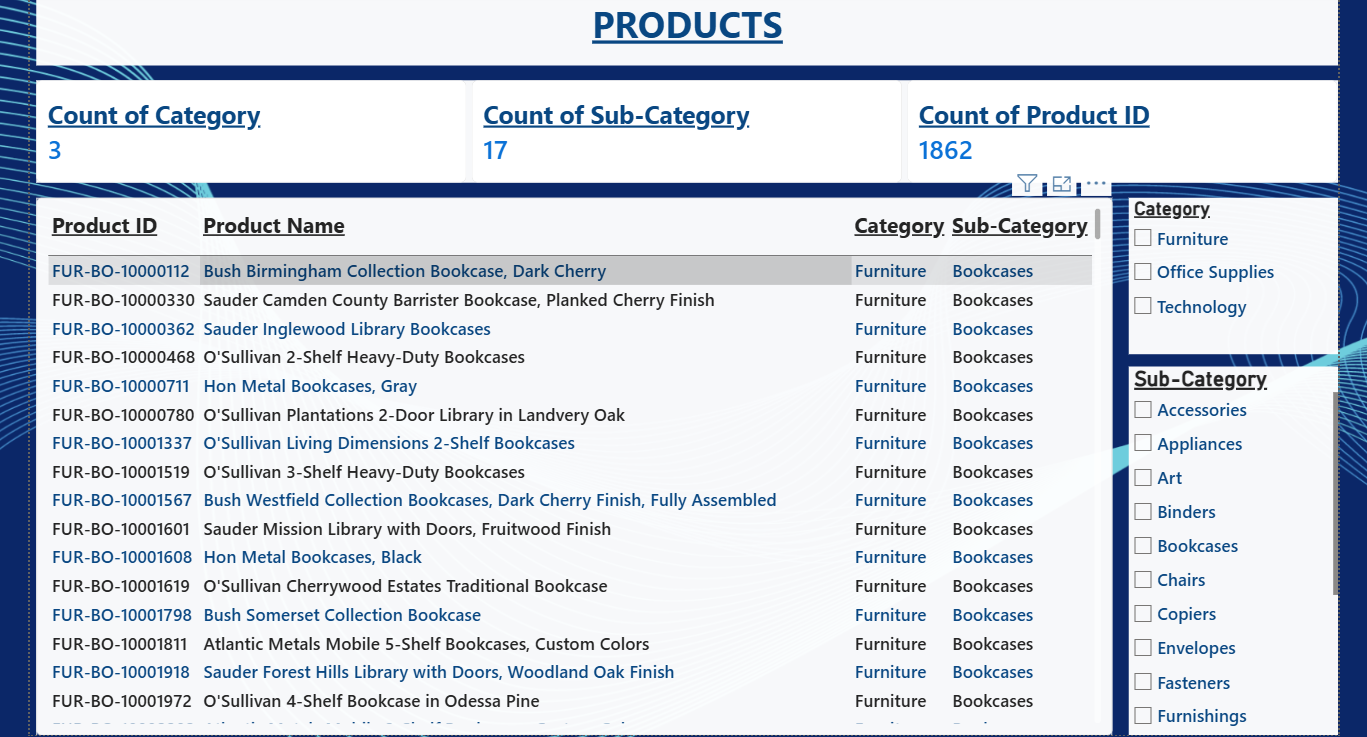 PRODUCTS
Count of Category
3
Count of Sub-Category
17
Count of Product ID
1862
Product ID Product Name Category Sub-Category
FUR-BO-10000112 Bush Birmingham Collection Bookcase, Dark Cherry Furniture Bookcases
FUR-BO-10000330 Sauder Camden County Barrister Bookcase, Planked Cherry Finish Furniture Bookcases
FUR-BO-10000362 Sauder Inglewood Library Bookcases Furniture Bookcases
FUR-BO-10000468 O'Sullivan 2-Shelf Heavy-Duty Bookcases Furniture Bookcases
FUR-BO-10000711 Hon Metal Bookcases, Gray Furniture Bookcases
FUR-BO-10000780 O'Sullivan Plantations 2-Door Library in Landvery Oak Furniture Bookcases
FUR-BO-10001337 O'Sullivan Living Dimensions 2-Shelf Bookcases Furniture Bookcases
FUR-BO-10001519 O'Sullivan 3-Shelf Heavy-Duty Bookcases Furniture Bookcases
FUR-BO-10001567 Bush Westfield Collection Bookcases, Dark Cherry Finish, Fully Assembled Furniture Bookcases
FUR-BO-10001601 Sauder Mission Library with Doors, Fruitwood Finish Furniture Bookcases
FUR-BO-10001608 Hon Metal Bookcases, Black Furniture Bookcases
FUR-BO-10001619 O'Sullivan Cherrywood Estates Traditional Bookcase Furniture Bookcases
FUR-BO-10001798 Bush Somerset Collection Bookcase Furniture Bookcases
FUR-BO-10001811 Atlantic Metals Mobile 5-Shelf Bookcases, Custom Colors Furniture Bookcases
FUR-BO-10001918 Sauder Forest Hills Library with Doors, Woodland Oak Finish Furniture Bookcases
FUR-BO-10001972 O'Sullivan 4-Shelf Bookcase in Odessa Pine Furniture Bookcases
Category
Furniture
Office Supplies
Technology
Sub-Category
Accessories
Appliances
Art
Binders
Bookcases
Chairs
Copiers
Envelopes
Fasteners
Furnishings